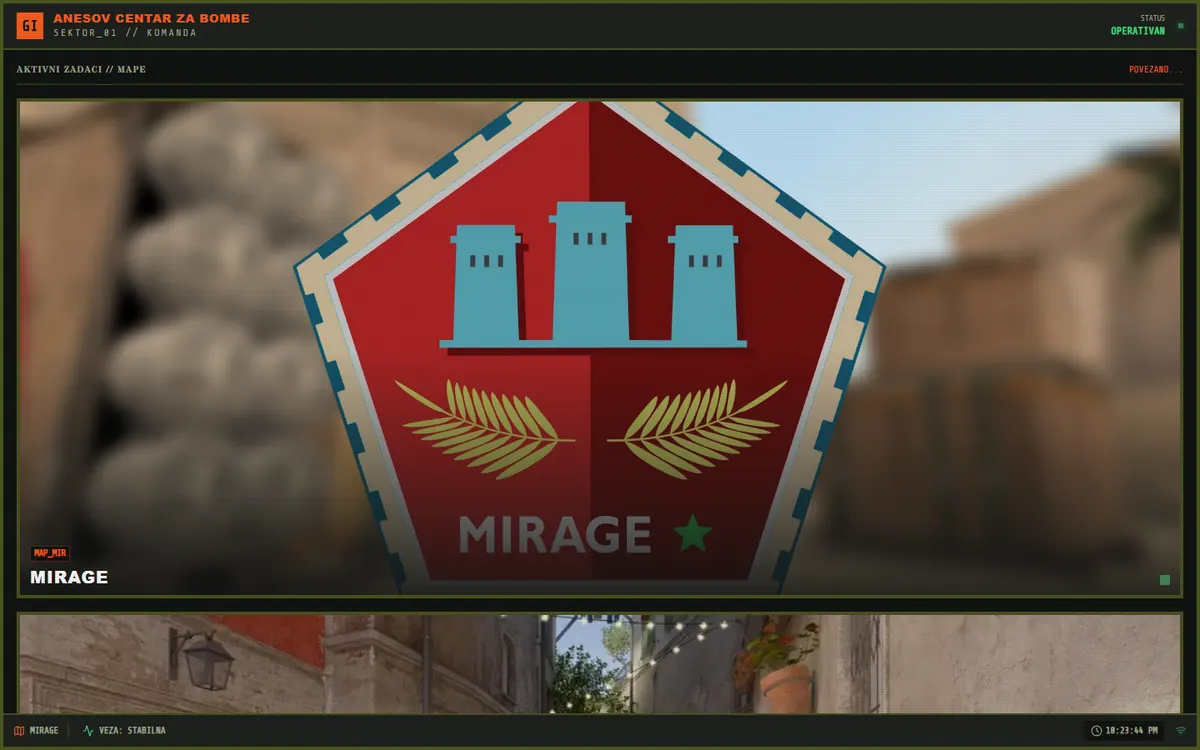 GI
ANESOV CENTAR ZA BOMBE
SEKTOR_01 // KOMANDA
STATUS
OPERATIVAN
AKTIVNI ZADACI // MAPE
POVEZANO...
MIRAGE
MAP_MIR
MIRAGE
MIRAGE
VEZA: STABILNA
18:23:44 PM